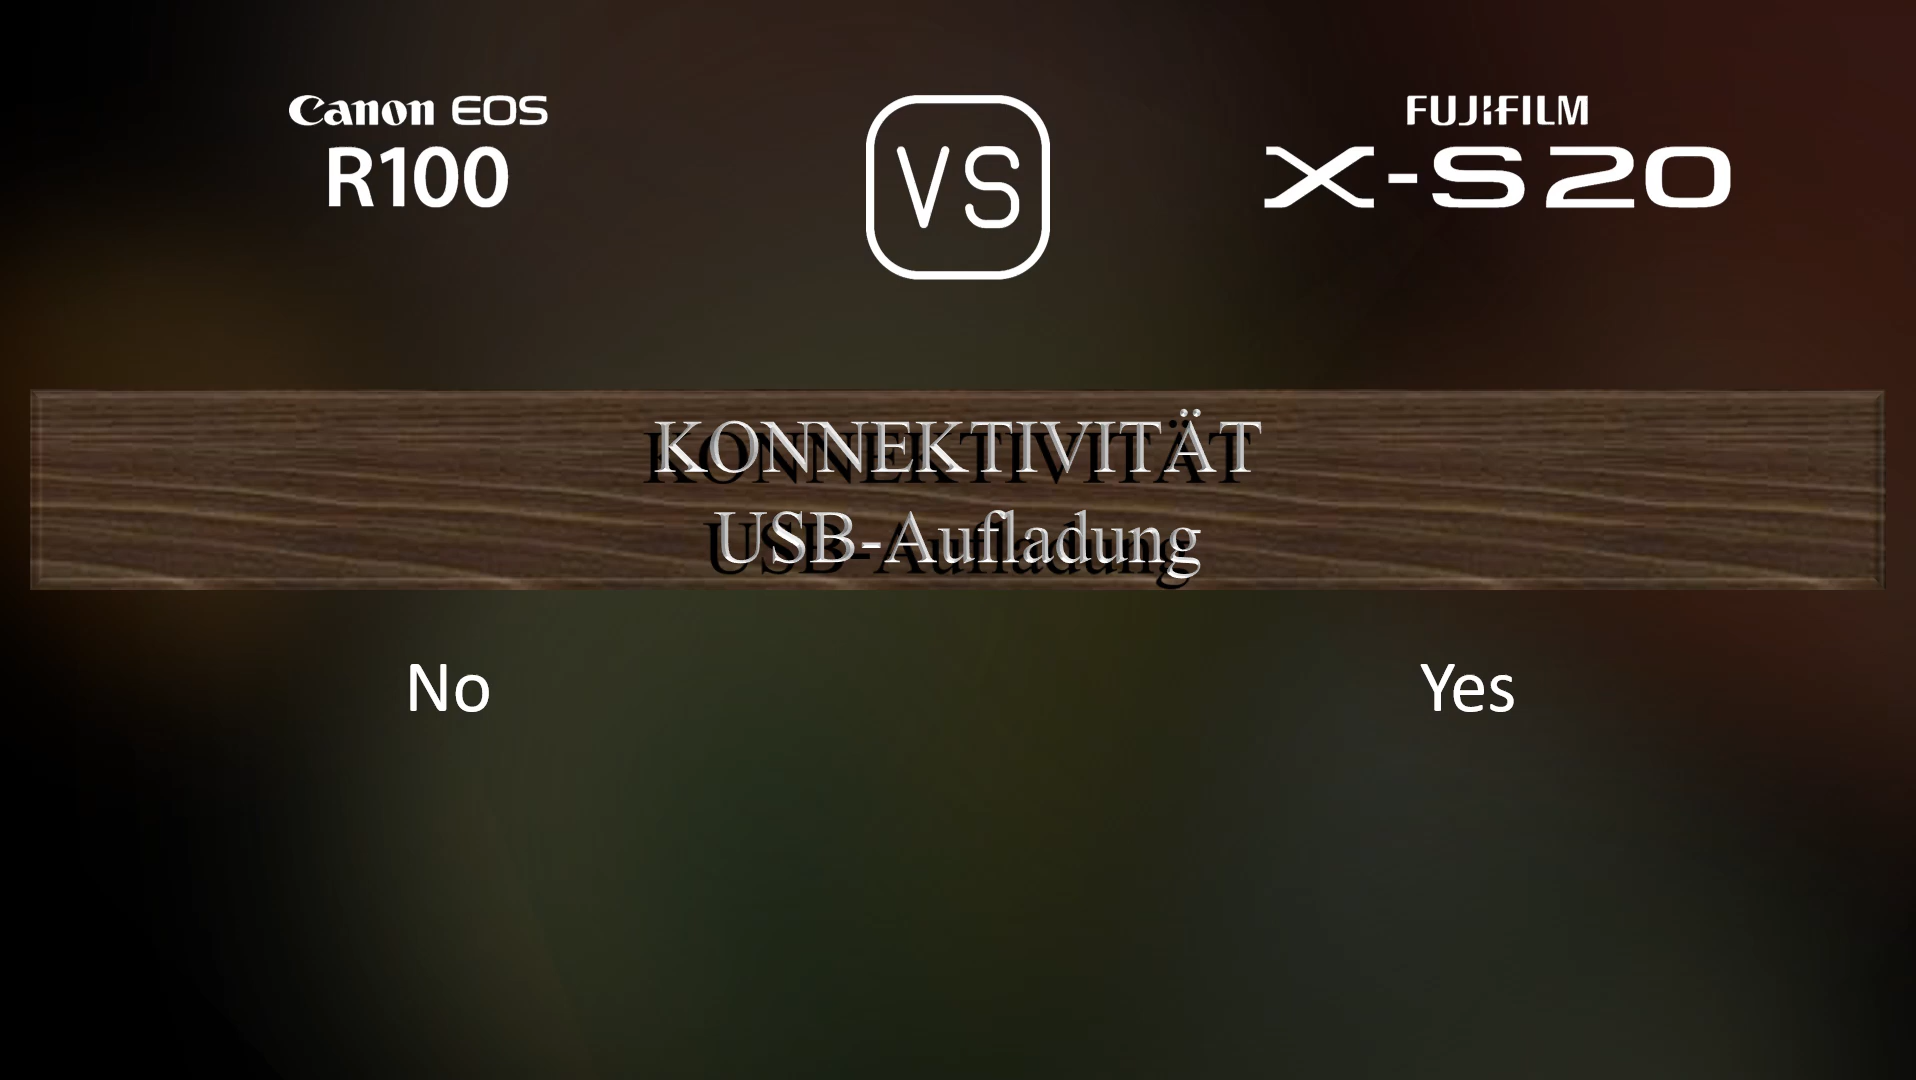 Canon EOS
R100
VS
FUJIFILM
X-S20
KONNEKTIVITÄT
USB-Aufladung
No
Yes